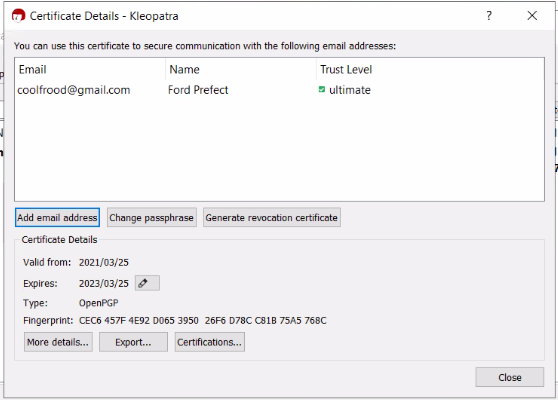 Certificate Details - Kleopatra
You can use this certificate to secure communication with the following email addresses:
Email Name Trust Level
coolfrood@gmail.com Ford Prefect ultimate
Add email address Change passphrase Generate revocation certificate
Certificate Details
Valid from: 2021/03/25
Expires: 2023/03/25
Type: OpenPGP
Fingerprint: CEC6 457F 4E92 D065 3950 26F6 D78C C81B 75A5 768C
More details... Export... Certifications...
Close